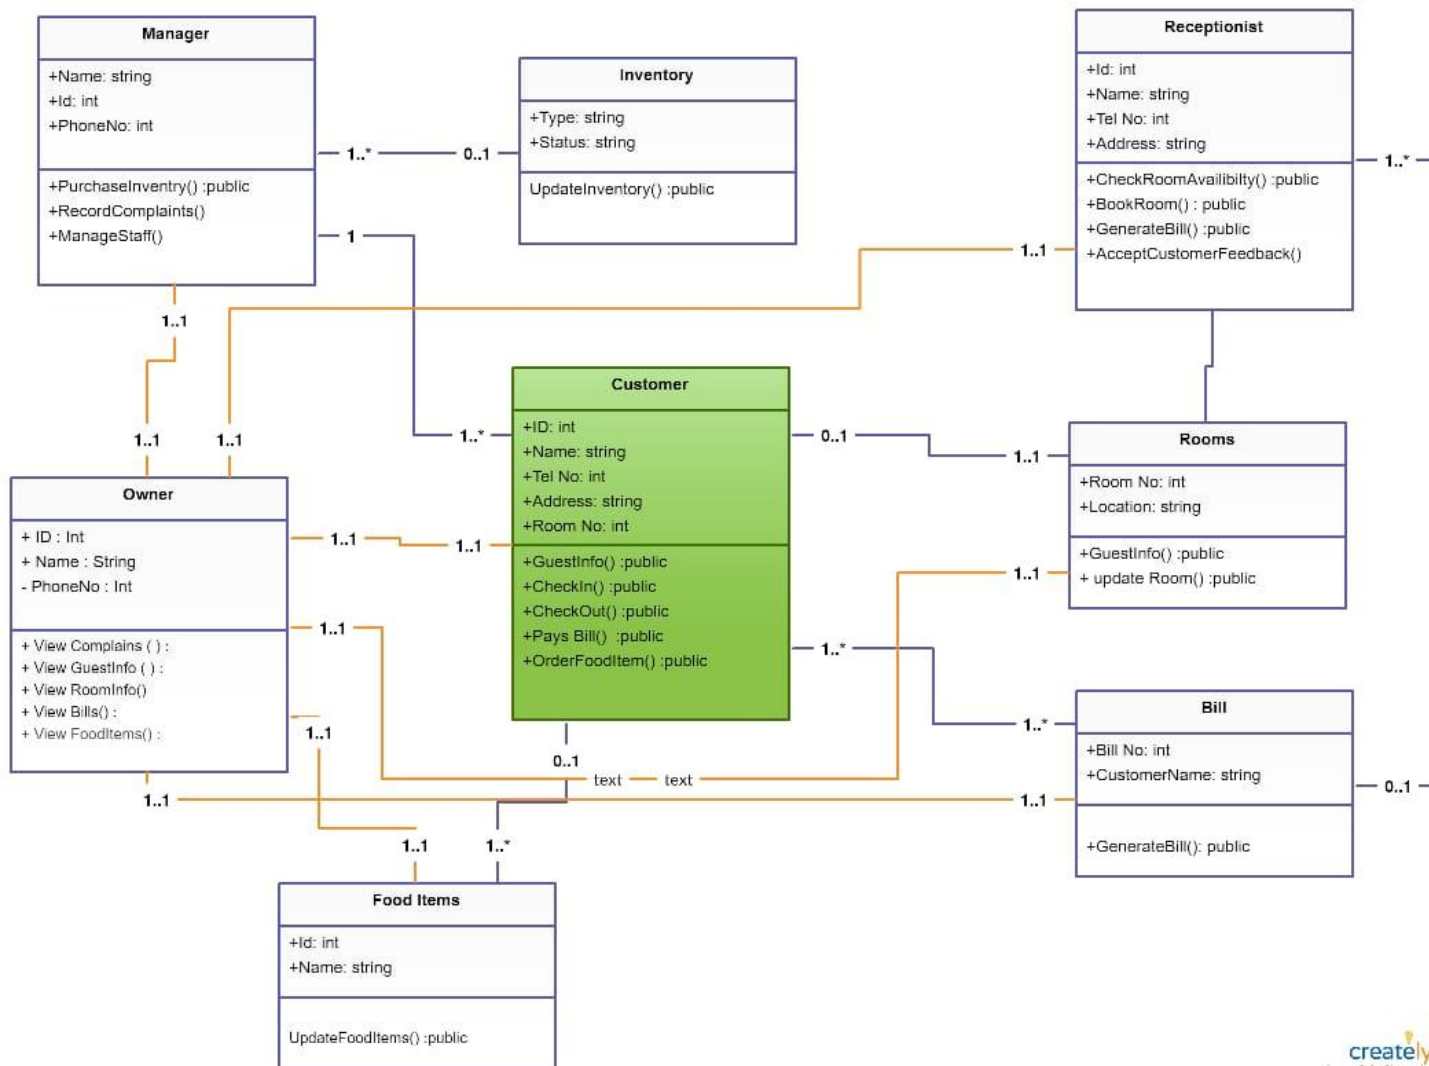 Manager
+Name: string
+Id: int
+PhoneNo: int
+PurchaseInventry() :public
+RecordComplaints()
+ManageStaff()
1..*
0..1
Inventory
+Type: string
+Status: string
UpdateInventory() :public
Receptionist
+Id: int
+Name: string
+Tel No: int
+Address: string
+CheckRoomAvailibilty() :public
+BookRoom() : public
+GenerateBill() :public
+AcceptCustomerFeedback()
1..*
1
1..1
1..1
1..1
1..1
1..*
Customer
+ID: int
+Name: string
+Tel No: int
+Address: string
+Room No: int
+GuestInfo() :public
+CheckIn() :public
+CheckOut() :public
+Pays Bill()  :public
+OrderFoodItem() :public
0..1
1..1
Rooms
+Room No: int
+Location: string
+GuestInfo() :public
+ update Room() :public
Owner
+ ID : Int
+ Name : String
- PhoneNo : Int
+ View Complains ( ) :
+ View GuestInfo ( ) :
+ View RoomInfo()
+ View Bills() :
+ View FoodItems() :
1..1
1..1
1..1
1..1
1..1
1..*
1..*
0..1
text
text
Bill
+Bill No: int
+CustomerName: string
+GenerateBill(): public
0..1
1..1
1..1
1..1
1..*
Food Items
+Id: int
+Name: string
UpdateFoodItems() :public
creately